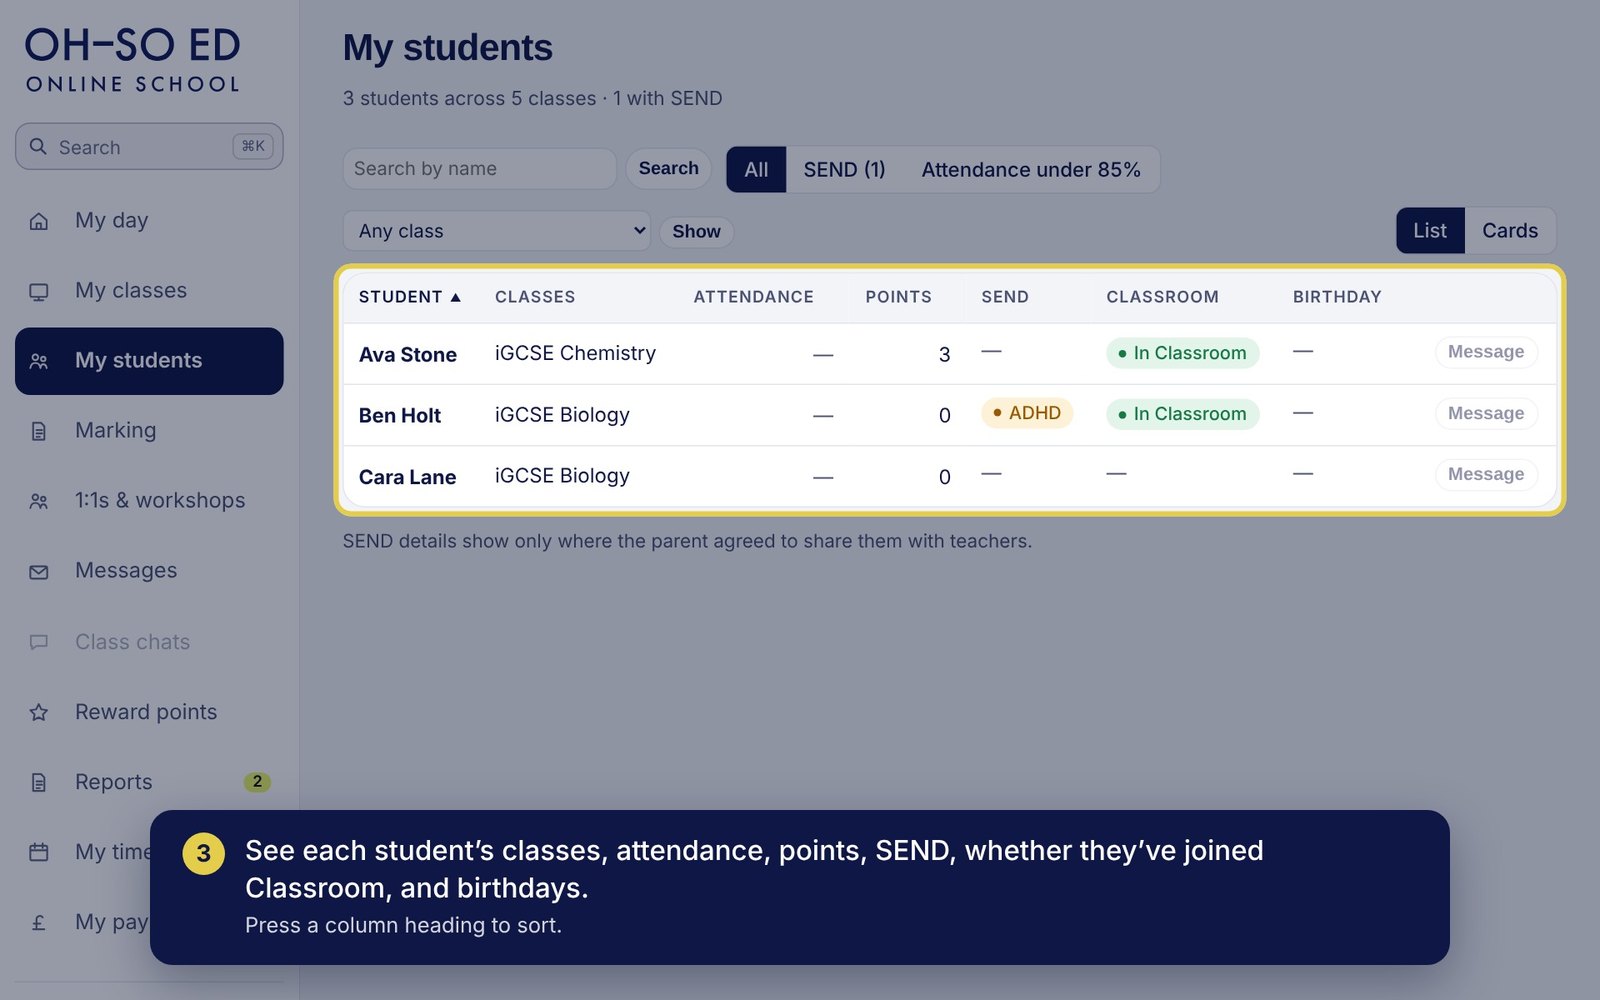 OH–SO ED
ONLINE SCHOOL
Search ⌘K
My day
My classes
My students
Marking
1:1s & workshops
Messages
Class chats
Reward points
Reports 2
My time
£ My pay
My students
3 students across 5 classes · 1 with SEND
Search by name Search All SEND (1) Attendance under 85%
Any class Show List Cards
STUDENT ▲ CLASSES ATTENDANCE POINTS SEND CLASSROOM BIRTHDAY
Ava Stone iGCSE Chemistry — 3 — • In Classroom — Message
Ben Holt iGCSE Biology — 0 • ADHD • In Classroom — Message
Cara Lane iGCSE Biology — 0 — — — Message
SEND details show only where the parent agreed to share them with teachers.
3 See each student’s classes, attendance, points, SEND, whether they’ve joined
Classroom, and birthdays.
Press a column heading to sort.